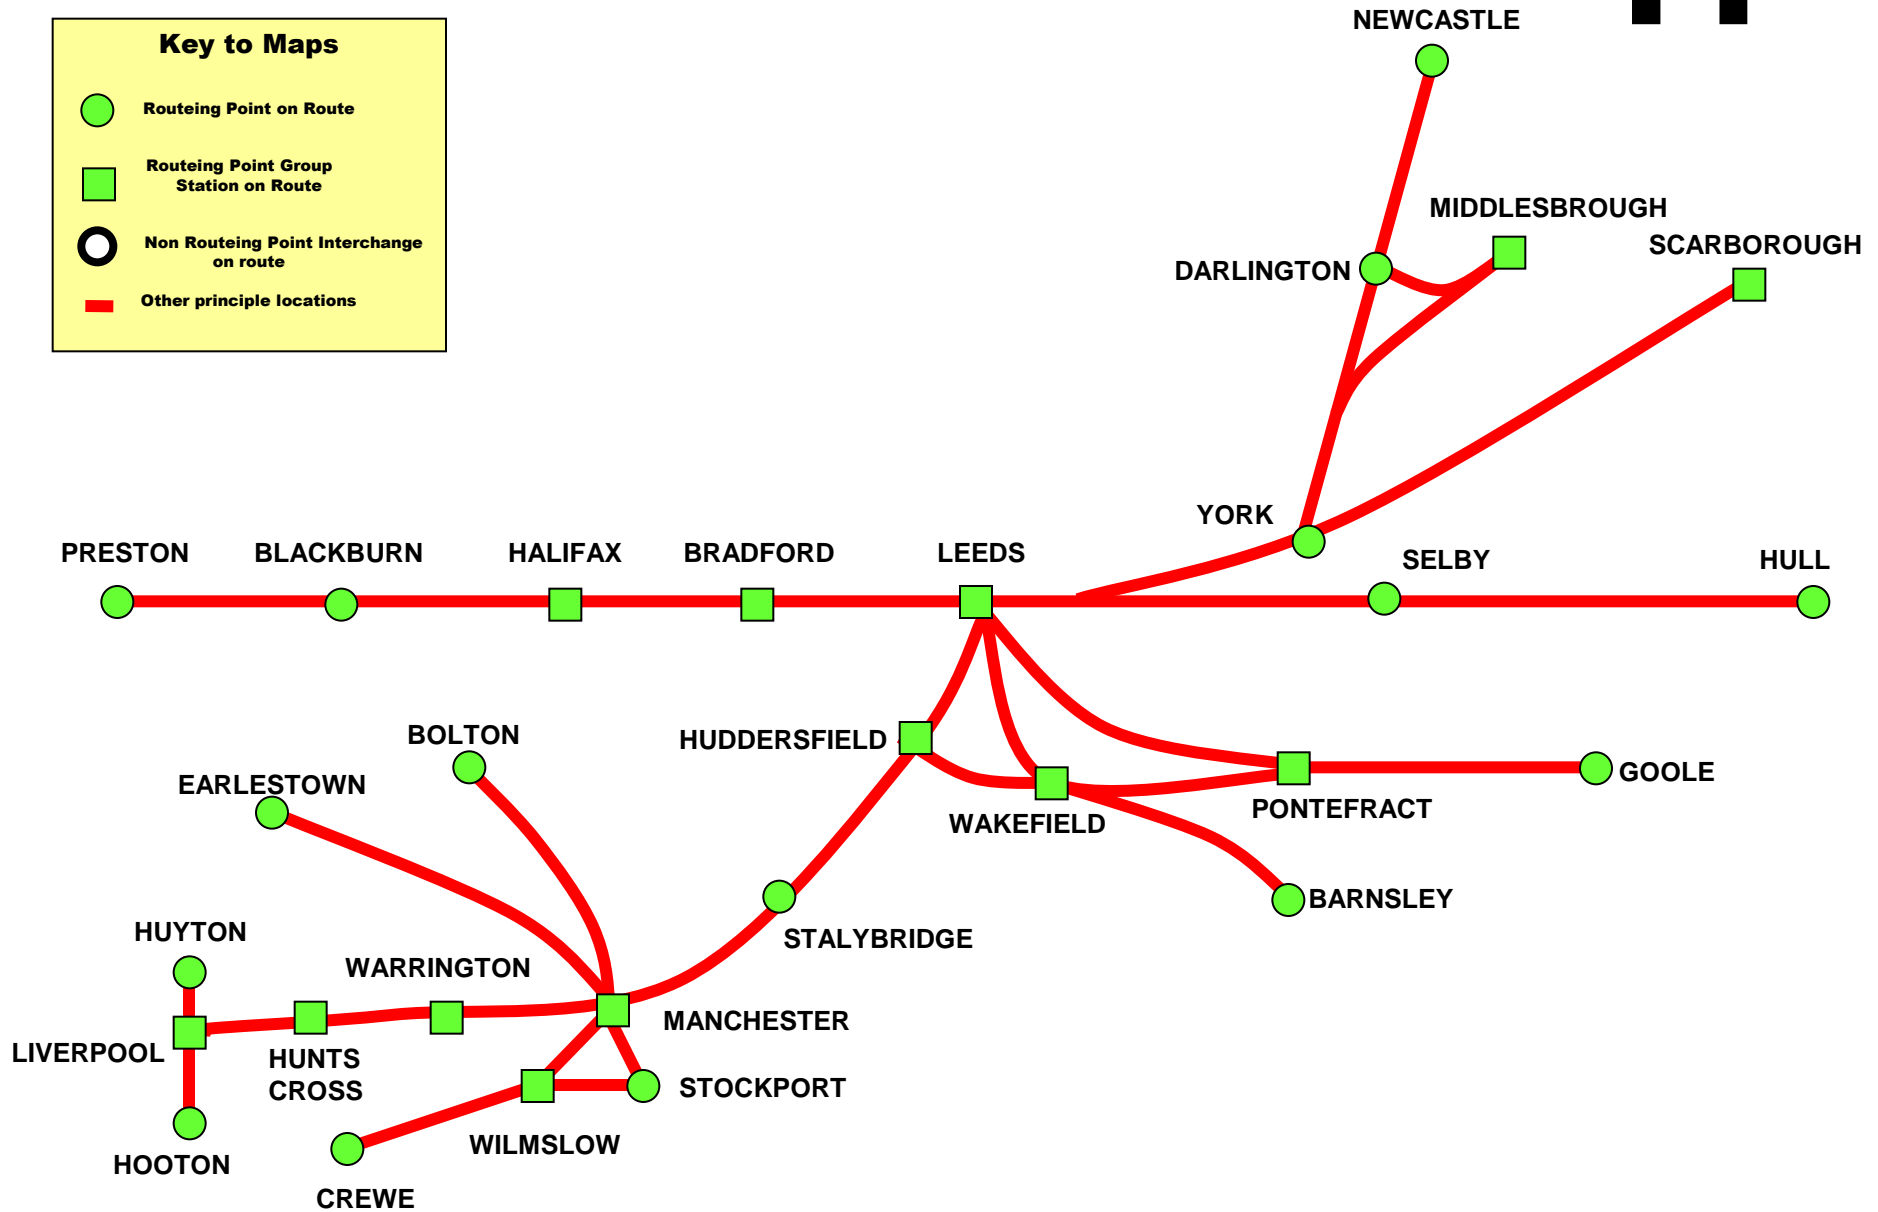 Key to Maps
Routeing Point on Route
Routeing Point Group
Station on Route
Non Routeing Point Interchange
on route
Other principle locations
NEWCASTLE
MIDDLESBROUGH
SCARBOROUGH
DARLINGTON
YORK
PRESTON
BLACKBURN
HALIFAX
BRADFORD
LEEDS
SELBY
HULL
BOLTON
HUDDERSFIELD
EARLESTOWN
GOOLE
PONTEFRACT
WAKEFIELD
BARNSLEY
HUYTON
STALYBRIDGE
WARRINGTON
MANCHESTER
LIVERPOOL
HUNTS
CROSS
STOCKPORT
WILMSLOW
HOOTON
CREWE